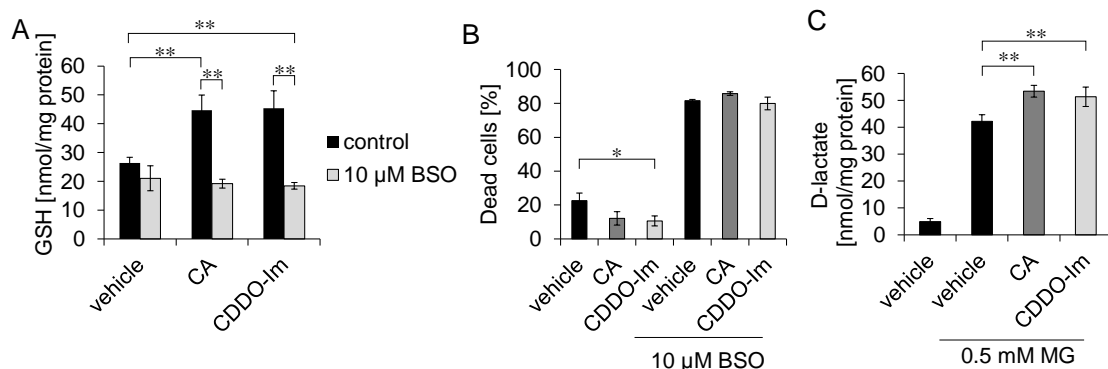 A
GSH [nmol/mg protein]
60
50
40
30
20
10
0
**
**
**
**
vehicle
CA
CDDO-Im
control
10 µM BSO
B
Dead cells [%]
100
80
60
40
20
0
*
vehicle
CA
CDDO-Im
vehicle
CA
CDDO-Im
10 µM BSO
C
D-lactate
[nmol/mg protein]
60
50
40
30
20
10
0
**
**
vehicle
vehicle
CA
CDDO-Im
0.5 mM MG